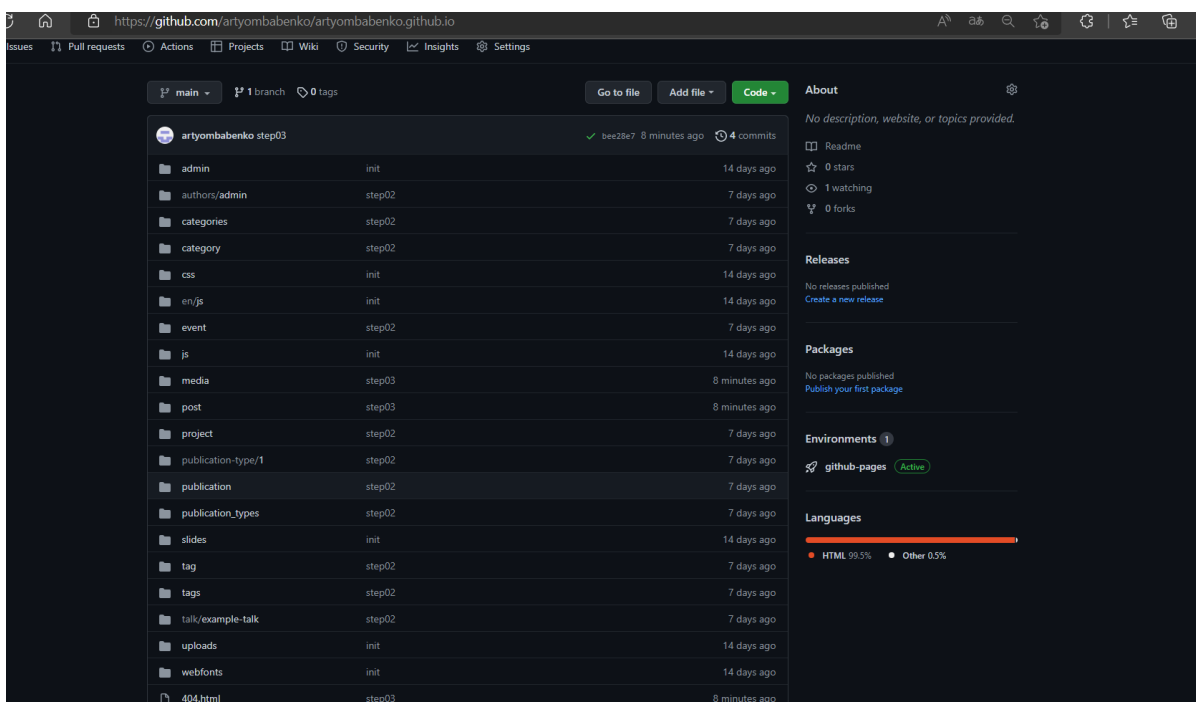 https://github.com/artyombabenko/artyombabenko.github.io
Issues Pull requests Actions Projects Wiki Security Insights Settings
main 1 branch 0 tags Go to file Add file Code
artyombabenko step03 bee28e7 8 minutes ago 4 commits
admin init 14 days ago
authors/admin step02 7 days ago
categories step02 7 days ago
category step02 7 days ago
css init 14 days ago
en/js init 14 days ago
event step02 7 days ago
js init 14 days ago
media step03 8 minutes ago
post step03 8 minutes ago
project step02 7 days ago
publication-type/1 step02 7 days ago
publication step02 7 days ago
publication_types step02 7 days ago
slides init 14 days ago
tag step02 7 days ago
tags step02 7 days ago
talk/example-talk step02 7 days ago
uploads init 14 days ago
webfonts init 14 days ago
404.html step03 8 minutes ago
About
No description, website, or topics provided.
Readme
0 stars
1 watching
0 forks
Releases
No releases published
Create a new release
Packages
No packages published
Publish your first package
Environments 1
github-pages Active
Languages
HTML 99.5% Other 0.5%